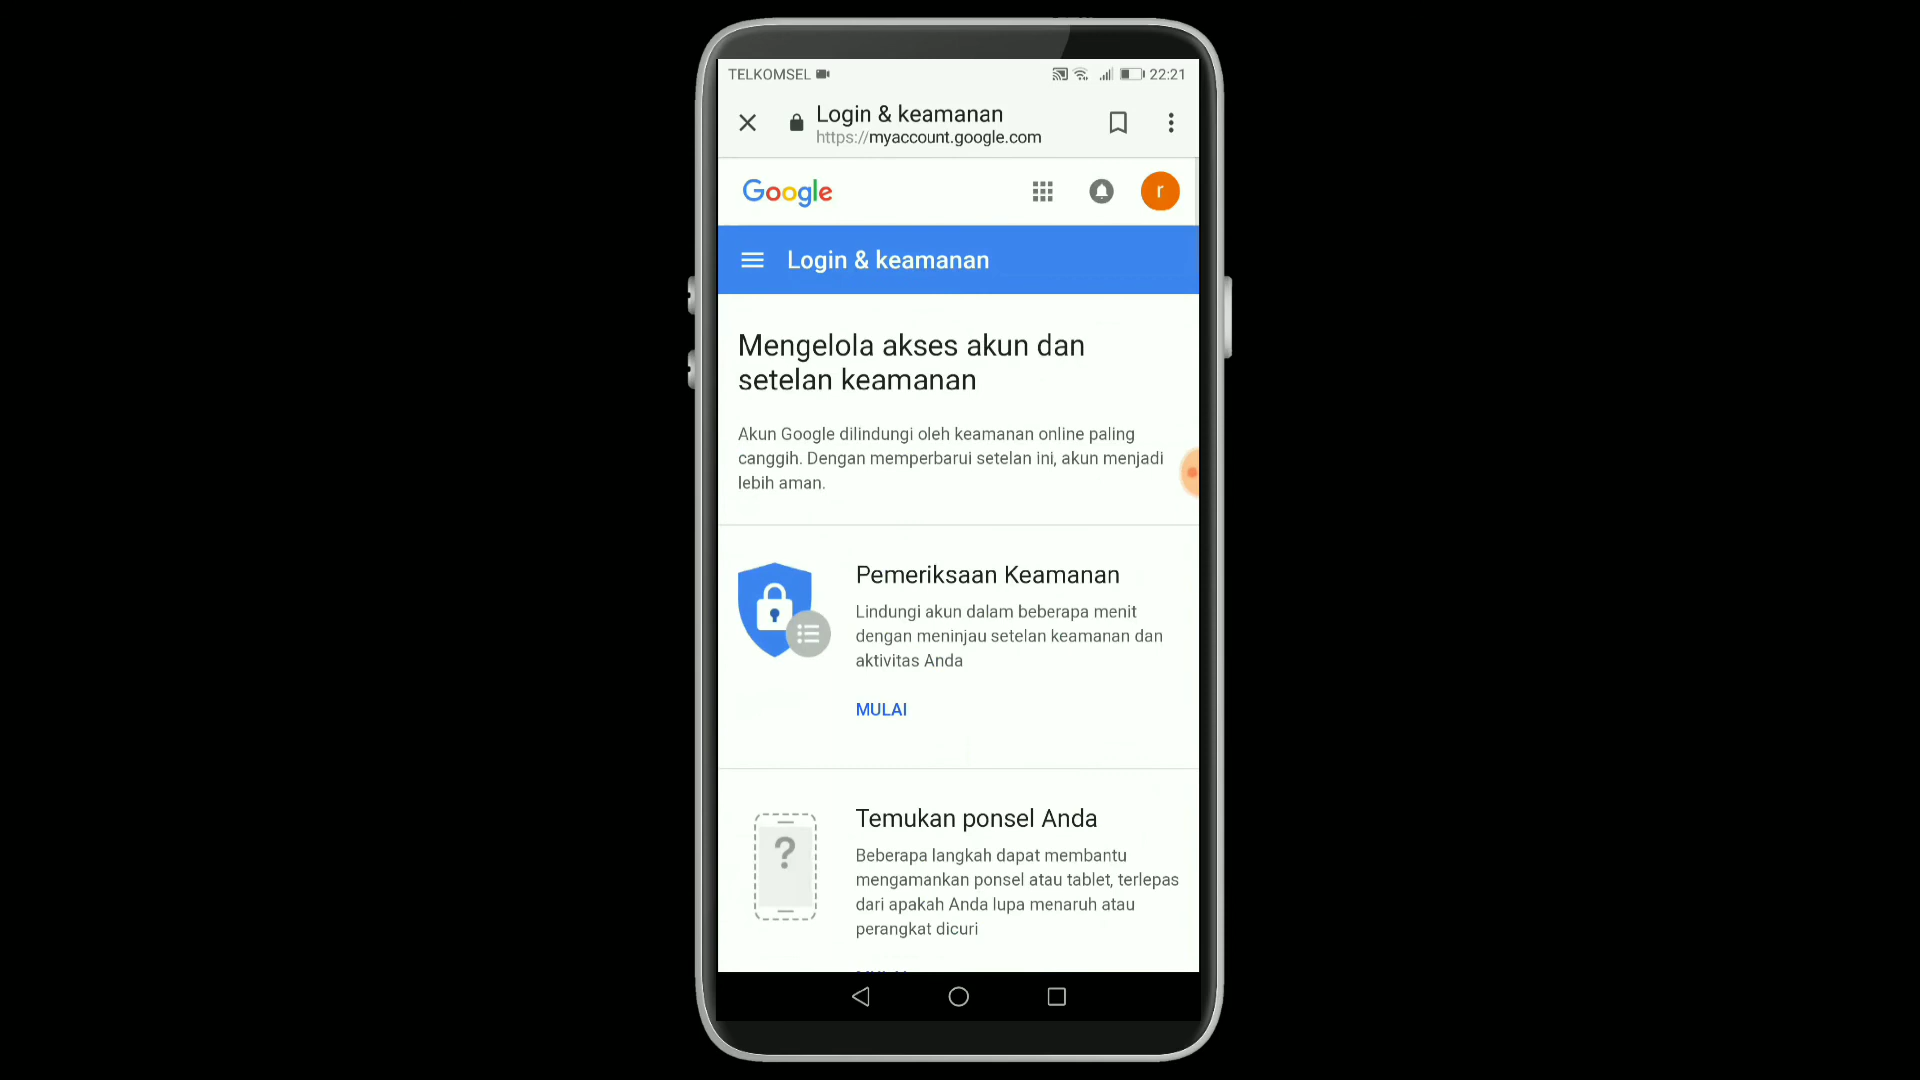 TELKOMSEL 22:21
Login & keamanan
https://myaccount.google.com
Google r
Login & keamanan
Mengelola akses akun dan
setelan keamanan
Akun Google dilindungi oleh keamanan online paling
canggih. Dengan memperbarui setelan ini, akun menjadi
lebih aman.
Pemeriksaan Keamanan
Lindungi akun dalam beberapa menit
dengan meninjau setelan keamanan dan
aktivitas Anda
MULAI
?
Temukan ponsel Anda
Beberapa langkah dapat membantu
mengamankan ponsel atau tablet, terlepas
dari apakah Anda lupa menaruh atau
perangkat dicuri